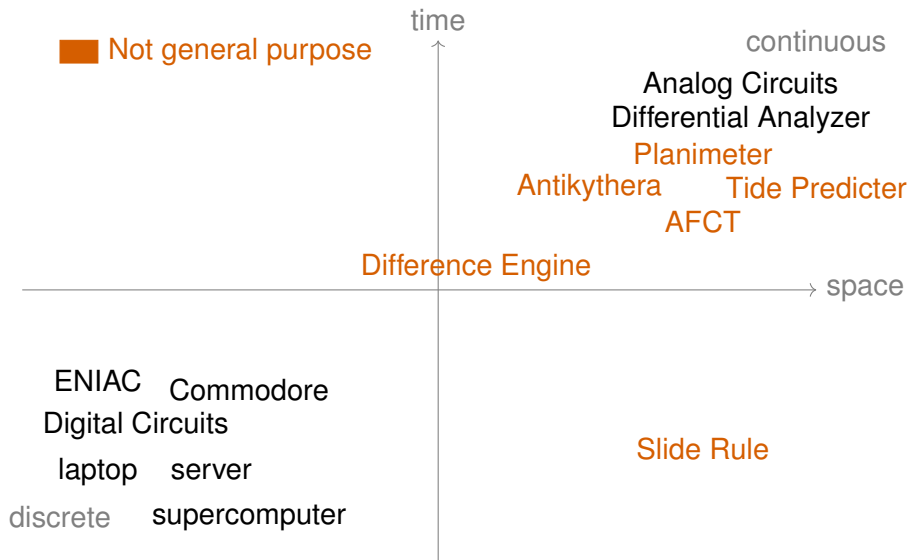 time
Not general purpose
continuous
Analog Circuits
Differential Analyzer
Planimeter
Antikythera
Tide Predicter
AFCT
Difference Engine
space
ENIAC
Commodore
Digital Circuits
Slide Rule
laptop
server
discrete
supercomputer